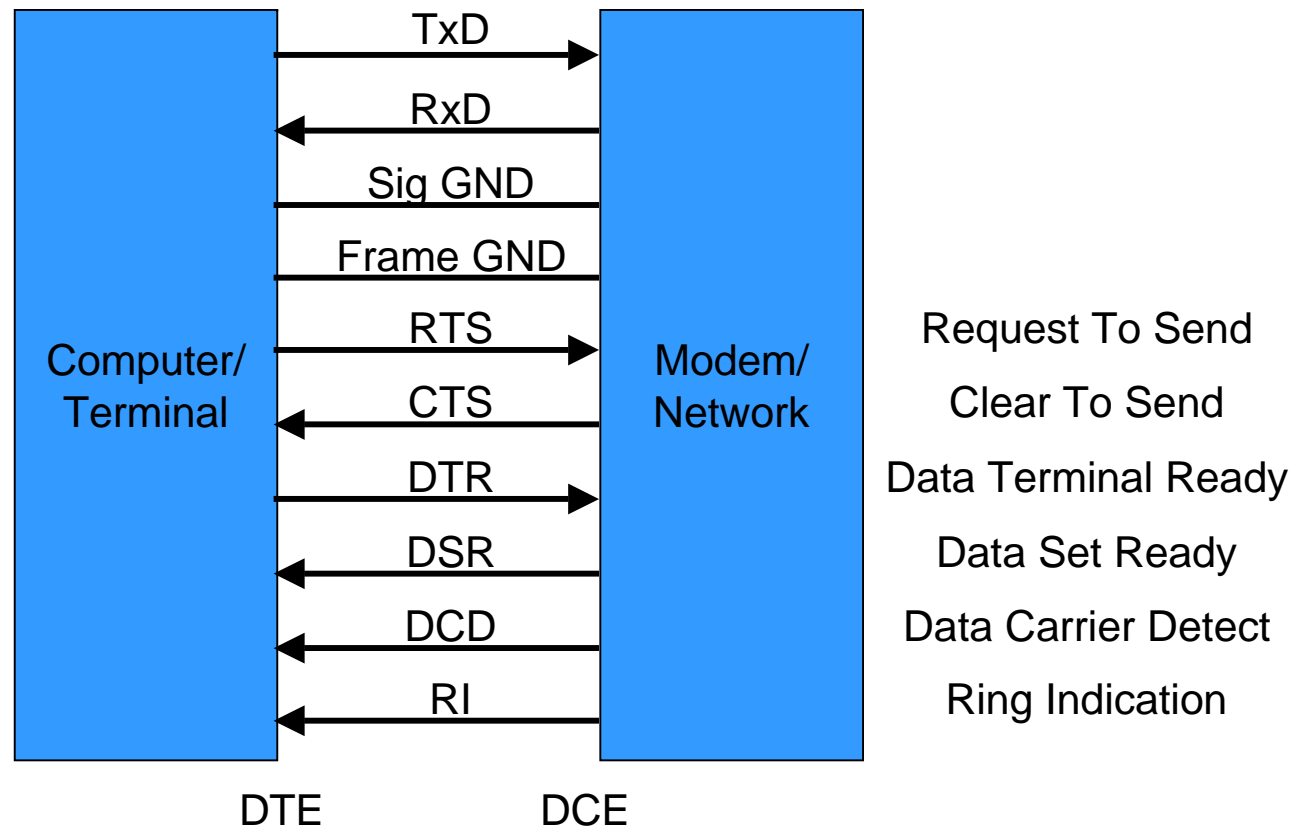 TxD
RxD
Sig GND
Frame GND
RTS
Request To Send
Computer/
Terminal
Modem/
Network
CTS
Clear To Send
DTR
Data Terminal Ready
DSR
Data Set Ready
DCD
Data Carrier Detect
RI
Ring Indication
DTE
DCE